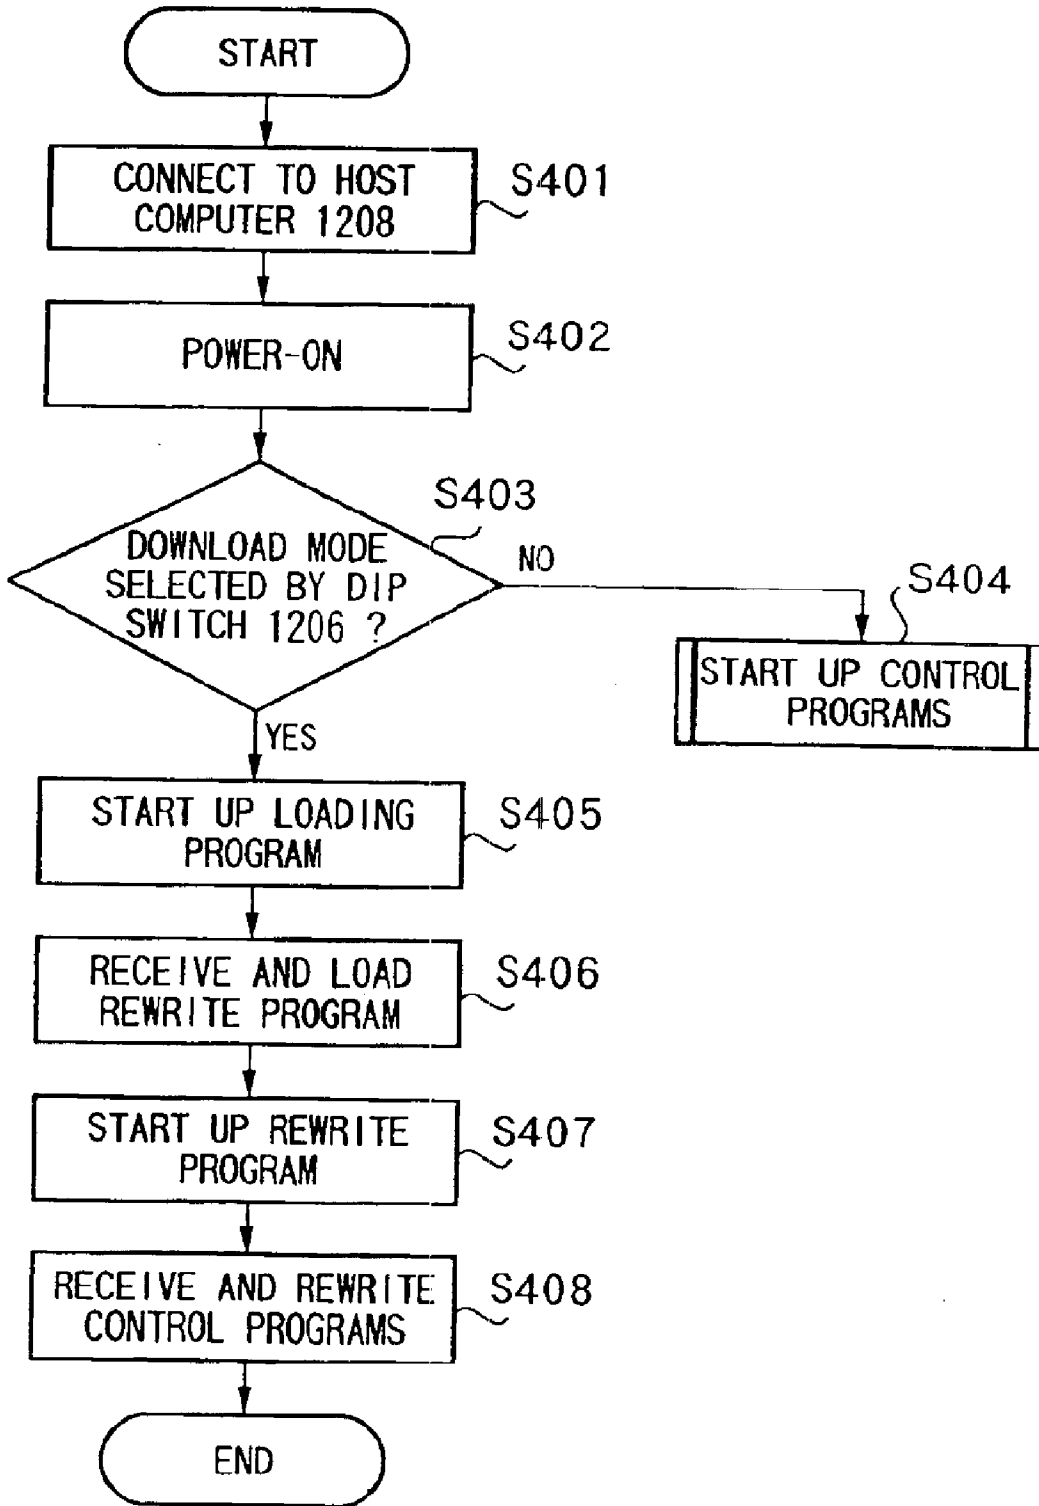 START
CONNECT TO HOST
COMPUTER 1208
S401
POWER-ON
S402
S403
DOWNLOAD MODE
SELECTED BY DIP
SWITCH 1206 ?
NO
S404
START UP CONTROL
PROGRAMS
YES
START UP LOADING
PROGRAM
S405
RECEIVE AND LOAD
REWRITE PROGRAM
S406
START UP REWRITE
PROGRAM
S407
RECEIVE AND REWRITE
CONTROL PROGRAMS
S408
END